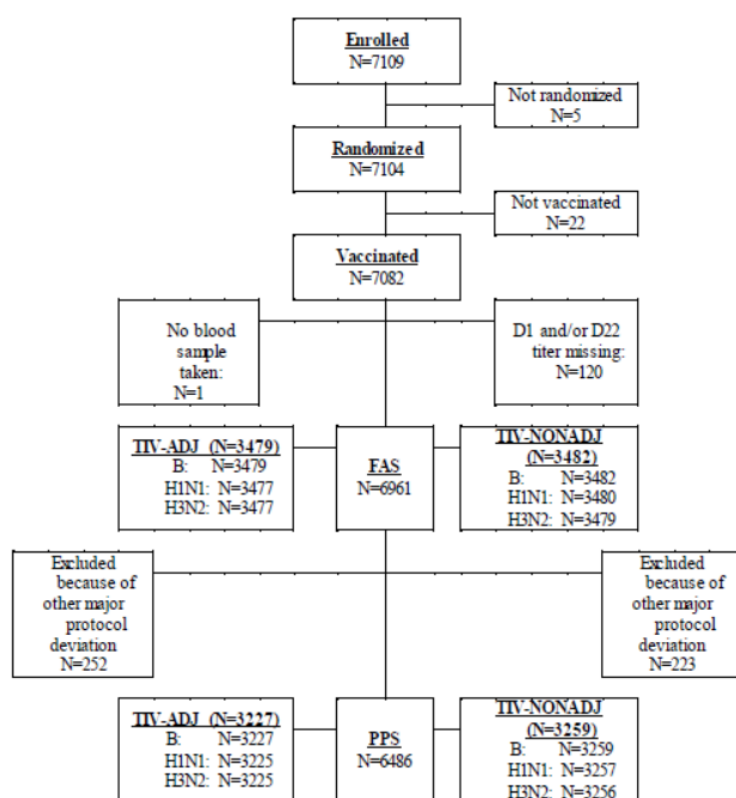 Enrolled
N=7109
Not randomized
N=5
Randomized
N=7104
Not vaccinated
N=22
Vaccinated
N=7082
No blood
sample
taken:
N=1
D1 and/or D22
titer missing:
N=120
TIV-ADJ (N=3479)
B: N=3479
H1N1: N=3477
H3N2: N=3477
FAS
N=6961
TIV-NONADJ
(N=3482)
B: N=3482
H1N1: N=3480
H3N2: N=3479
Excluded
because of
other major
protocol
deviation
N=252
Excluded
because of
other major
protocol
deviation
N=223
TIV-ADJ (N=3227)
B: N=3227
H1N1: N=3225
H3N2: N=3225
PPS
N=6486
TIV-NONADJ
(N=3259)
B: N=3259
H1N1: N=3257
H3N2: N=3256